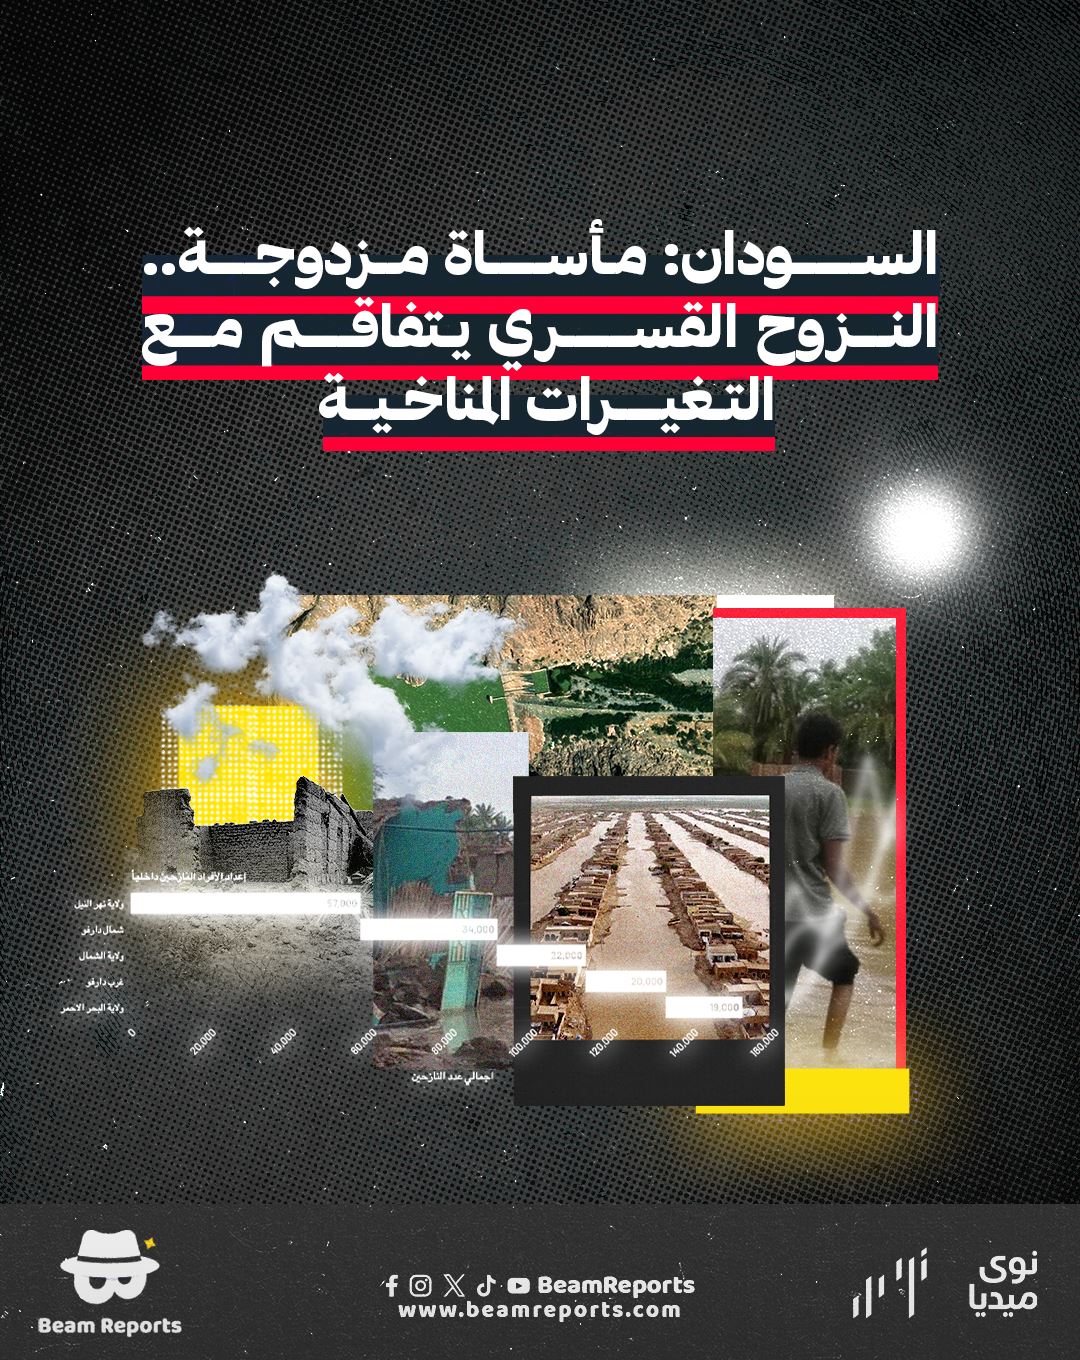 السودان: مأساة مزدوجة..
النزوح القسري يتفاقم مع
التغيرات المناخية
أعداد الأفراد النازحين داخلياً
ولاية نهر النيل
57,000
شمال دارفو
34,000
ولاية الشمال
22,000
غرب دارفو
20,000
ولاية البحر الاحمر
19,000
0
20,000
40,000
60,000
80,000
100,000
120,000
140,000
160,000
اجمالي عدد النازحين
Beam Reports
BeamReports
www.beamreports.com
نوى
ميديا